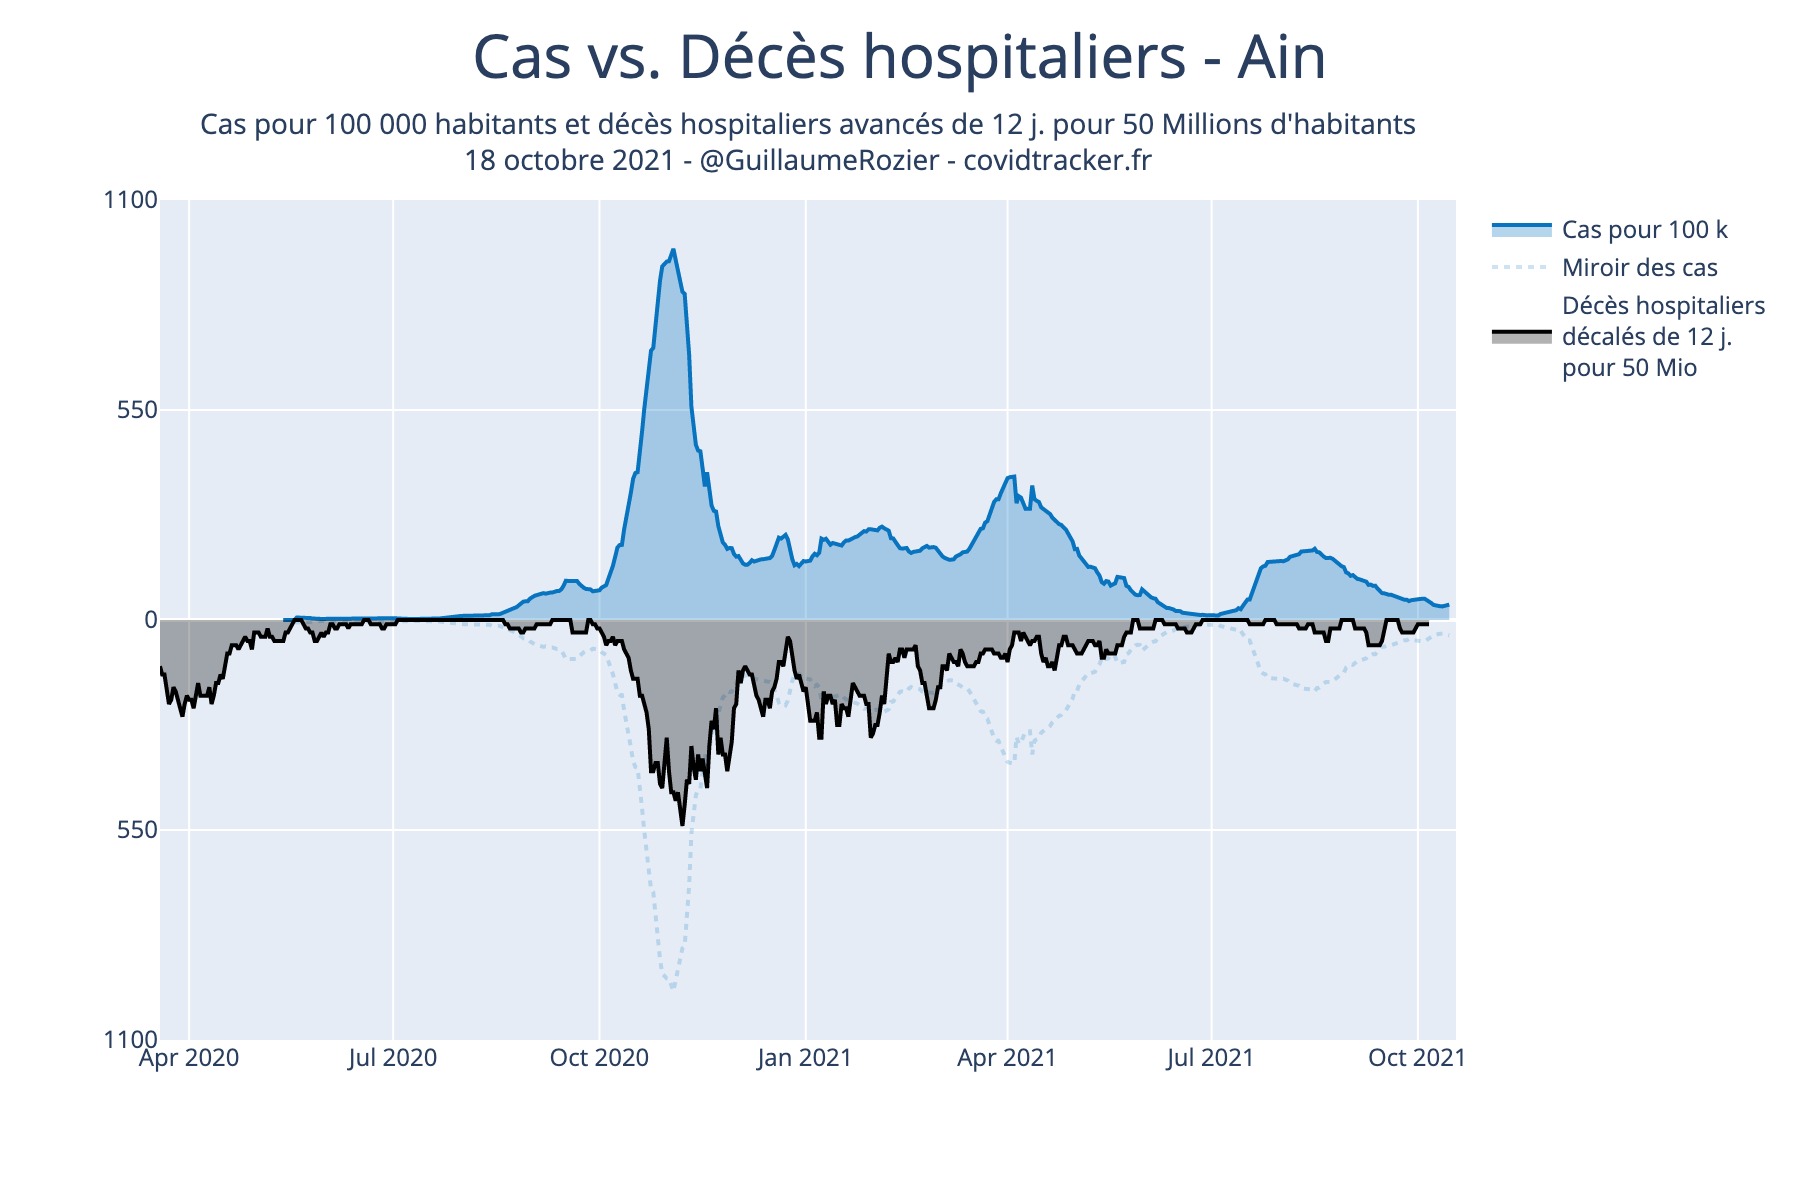 Cas vs. Décès hospitaliers - Ain
Cas pour 100 000 habitants et décès hospitaliers avancés de 12 j. pour 50 Millions d'habitants
18 octobre 2021 - @GuillaumeRozier - covidtracker.fr
1100
550
0
550
1100
Apr 2020
Jul 2020
Oct 2020
Jan 2021
Apr 2021
Jul 2021
Oct 2021
Cas pour 100 k
Miroir des cas
Décès hospitaliers
décalés de 12 j.
pour 50 Mio